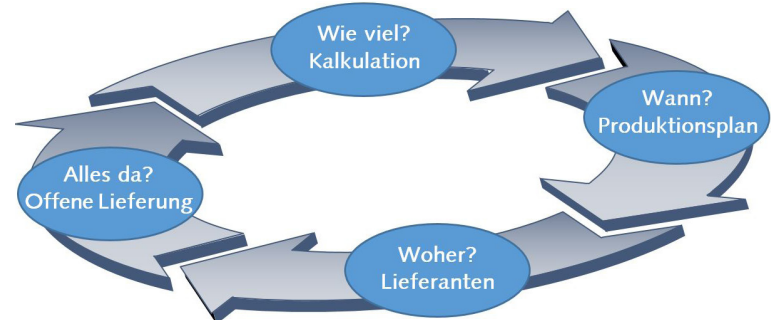 Wie viel?
Kalkulation
Wann?
Produktionsplan
Woher?
Lieferanten
Alles da?
Offene Lieferung